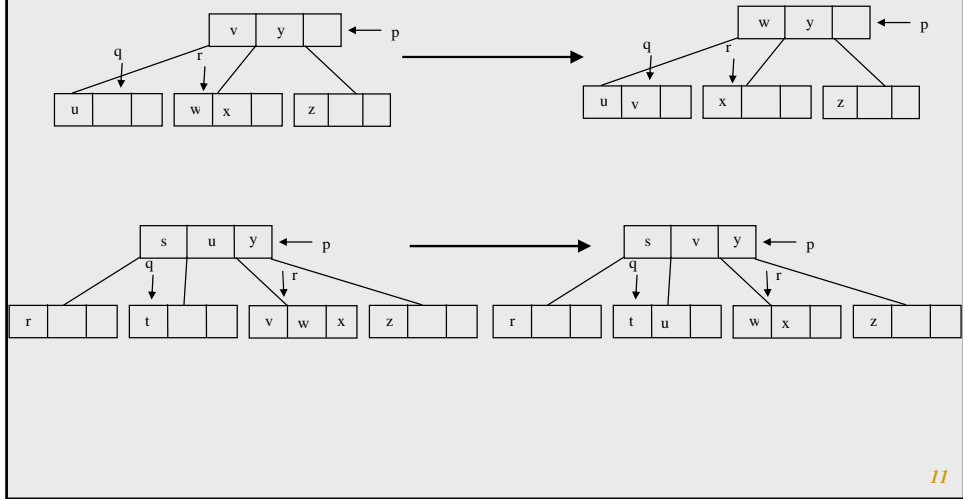 v y p
q r
u w x z
w y p
q r
u v x z
s u y p
q r
r t v w x z
s v y p
q r
r t u w x z
11